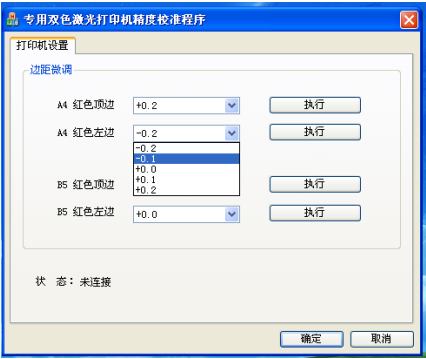 专用双色激光打印机精度校准程序
打印机设置
边距微调
A4 红色顶边 +0.2 执行
A4 红色左边 -0.2 执行
-0.2
-0.1
+0.0
+0.1
+0.2
B5 红色顶边 执行
B5 红色左边 +0.0 执行
状 态：未连接
确定 取消